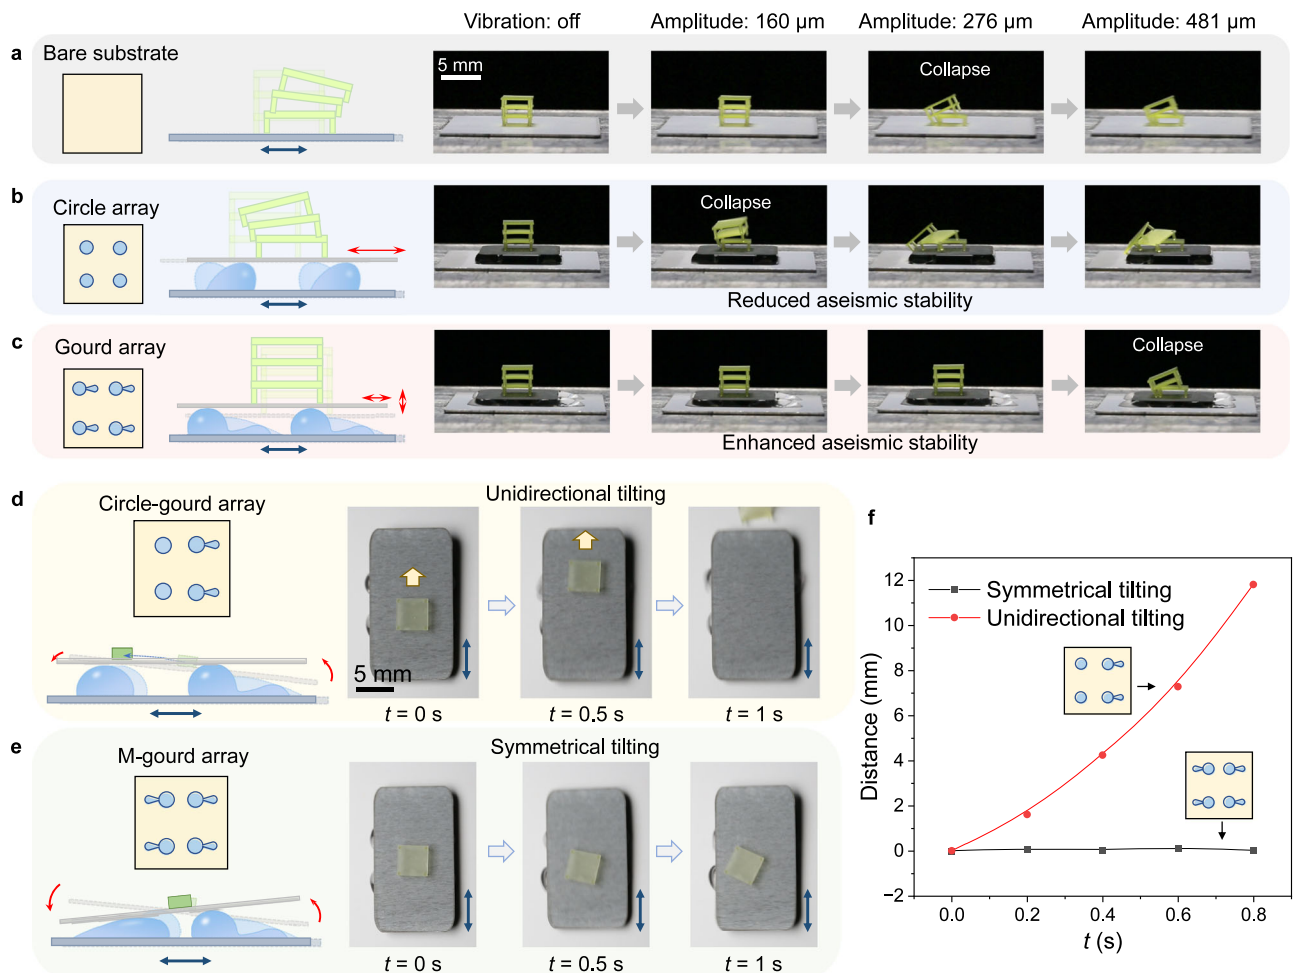 Vibration: off
Amplitude: 160 μm
Amplitude: 276 μm
Amplitude: 481 μm
a
Bare substrate
5 mm
Collapse
b
Circle array
Collapse
Reduced aseismic stability
c
Gourd array
Collapse
Enhanced aseismic stability
d
Circle-gourd array
Unidirectional tilting
5 mm
t = 0 s
t = 0.5 s
t = 1 s
e
M-gourd array
Symmetrical tilting
t = 0 s
t = 0.5 s
t = 1 s
f
Symmetrical tilting
Unidirectional tilting
Distance (mm)
12
10
8
6
4
2
0
−2
0.0
0.2
0.4
0.6
0.8
t (s)